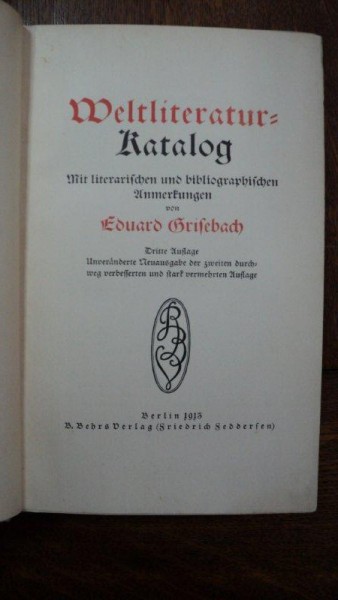 Weltliteratur=
Katalog
Mit literarischen und bibliographischen
Anmerkungen
von
Eduard Grisebach
Dritte Auflage
Unveränderte Neuausgabe der zweiten durch=
weg verbesserten und stark vermehrten Auflage
Berlin 1913
B. Behrs Verlag (Friedrich Feddersen)